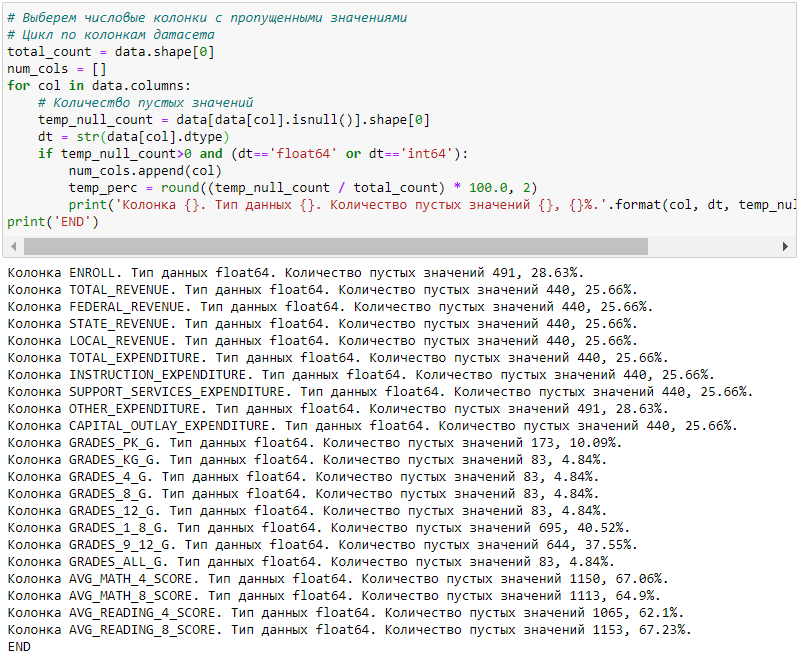 # Выберем числовые колонки с пропущенными значениями
# Цикл по колонкам датасета
total_count = data.shape[0]
num_cols = []
for col in data.columns:
    # Количество пустых значений
    temp_null_count = data[data[col].isnull()].shape[0]
    dt = str(data[col].dtype)
    if temp_null_count>0 and (dt=='float64' or dt=='int64'):
        num_cols.append(col)
        temp_perc = round((temp_null_count / total_count) * 100.0, 2)
        print('Колонка {}. Тип данных {}. Количество пустых значений {}, {}%.'.format(col, dt, temp_nul
print('END')
Колонка ENROLL. Тип данных float64. Количество пустых значений 491, 28.63%.
Колонка TOTAL_REVENUE. Тип данных float64. Количество пустых значений 440, 25.66%.
Колонка FEDERAL_REVENUE. Тип данных float64. Количество пустых значений 440, 25.66%.
Колонка STATE_REVENUE. Тип данных float64. Количество пустых значений 440, 25.66%.
Колонка LOCAL_REVENUE. Тип данных float64. Количество пустых значений 440, 25.66%.
Колонка TOTAL_EXPENDITURE. Тип данных float64. Количество пустых значений 440, 25.66%.
Колонка INSTRUCTION_EXPENDITURE. Тип данных float64. Количество пустых значений 440, 25.66%.
Колонка SUPPORT_SERVICES_EXPENDITURE. Тип данных float64. Количество пустых значений 440, 25.66%.
Колонка OTHER_EXPENDITURE. Тип данных float64. Количество пустых значений 491, 28.63%.
Колонка CAPITAL_OUTLAY_EXPENDITURE. Тип данных float64. Количество пустых значений 440, 25.66%.
Колонка GRADES_PK_G. Тип данных float64. Количество пустых значений 173, 10.09%.
Колонка GRADES_KG_G. Тип данных float64. Количество пустых значений 83, 4.84%.
Колонка GRADES_4_G. Тип данных float64. Количество пустых значений 83, 4.84%.
Колонка GRADES_8_G. Тип данных float64. Количество пустых значений 83, 4.84%.
Колонка GRADES_12_G. Тип данных float64. Количество пустых значений 83, 4.84%.
Колонка GRADES_1_8_G. Тип данных float64. Количество пустых значений 695, 40.52%.
Колонка GRADES_9_12_G. Тип данных float64. Количество пустых значений 644, 37.55%.
Колонка GRADES_ALL_G. Тип данных float64. Количество пустых значений 83, 4.84%.
Колонка AVG_MATH_4_SCORE. Тип данных float64. Количество пустых значений 1150, 67.06%.
Колонка AVG_MATH_8_SCORE. Тип данных float64. Количество пустых значений 1113, 64.9%.
Колонка AVG_READING_4_SCORE. Тип данных float64. Количество пустых значений 1065, 62.1%.
Колонка AVG_READING_8_SCORE. Тип данных float64. Количество пустых значений 1153, 67.23%.
END